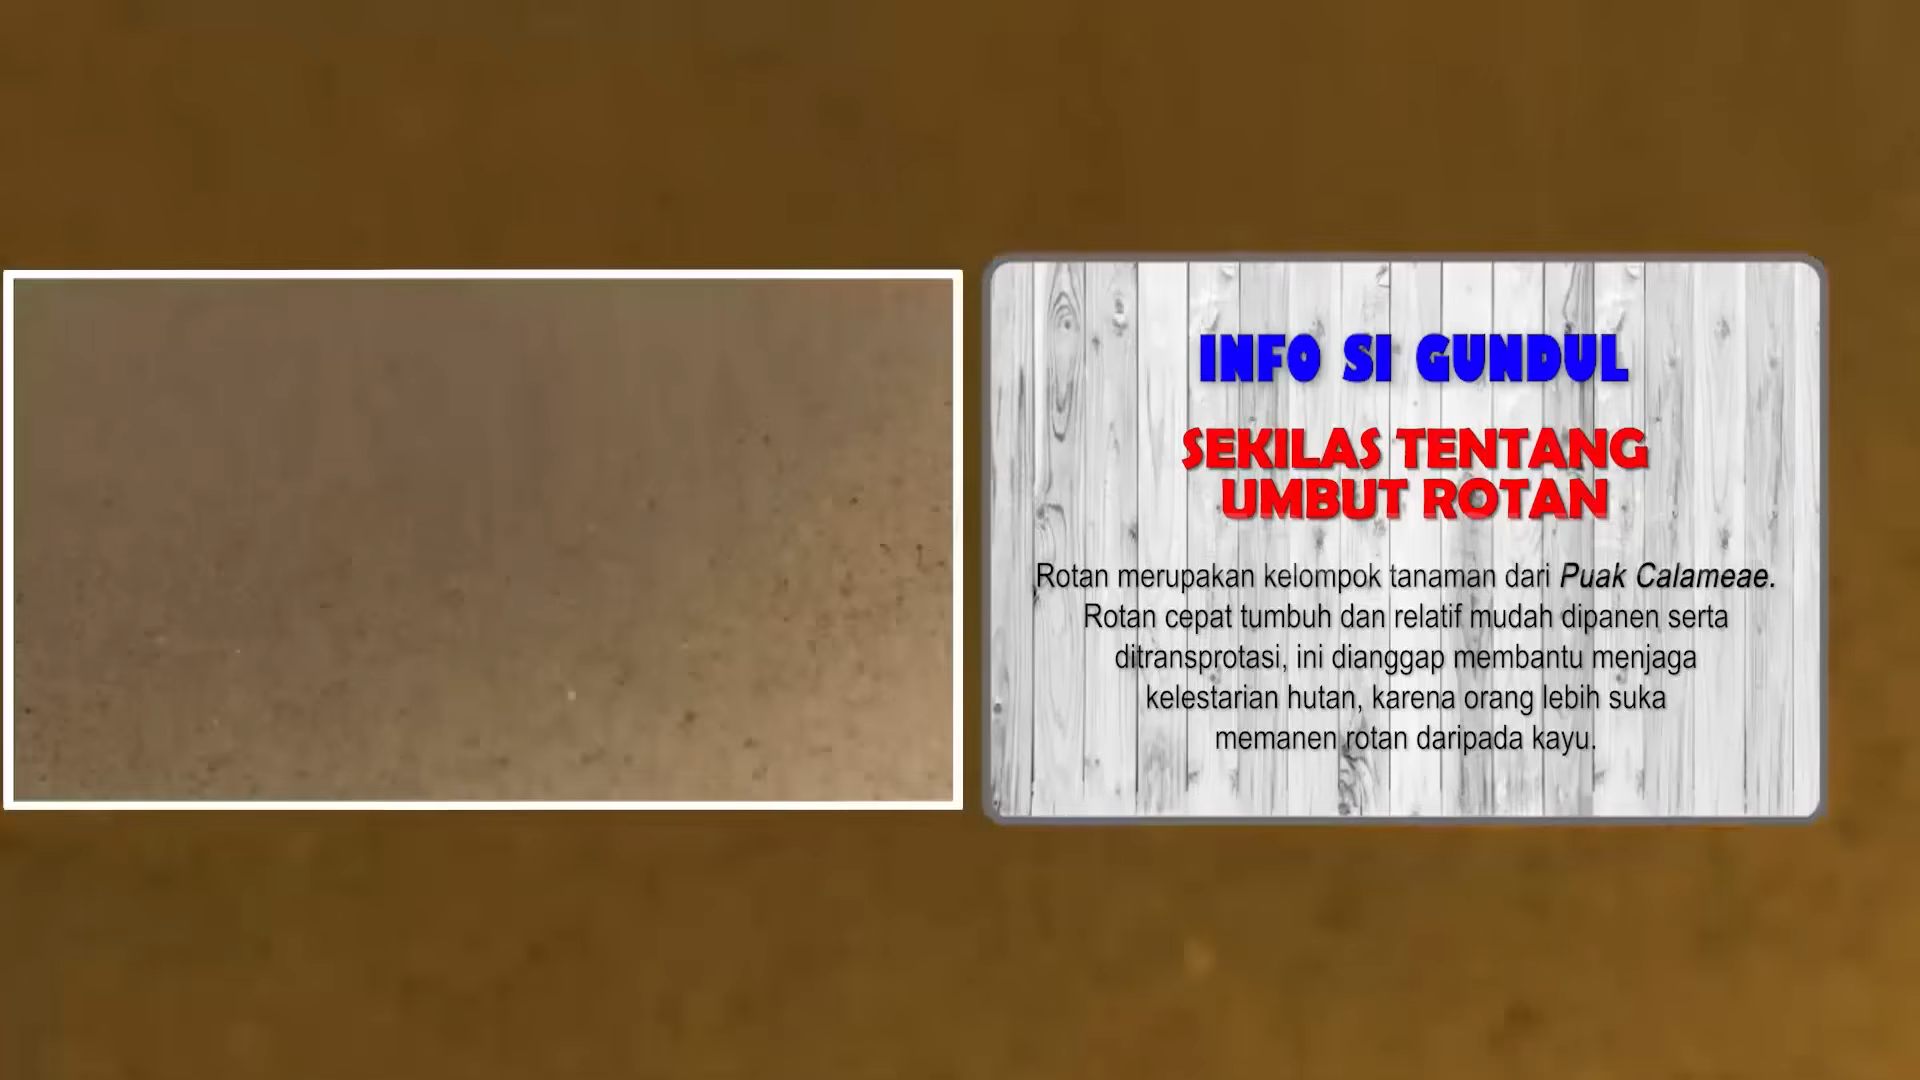 INFO SI GUNDUL
SEKILAS TENTANG
UMBUT ROTAN
Rotan merupakan kelompok tanaman dari Puak Calameae.
Rotan cepat tumbuh dan relatif mudah dipanen serta
ditransprotasi, ini dianggap membantu menjaga
kelestarian hutan, karena orang lebih suka
memanen rotan daripada kayu.